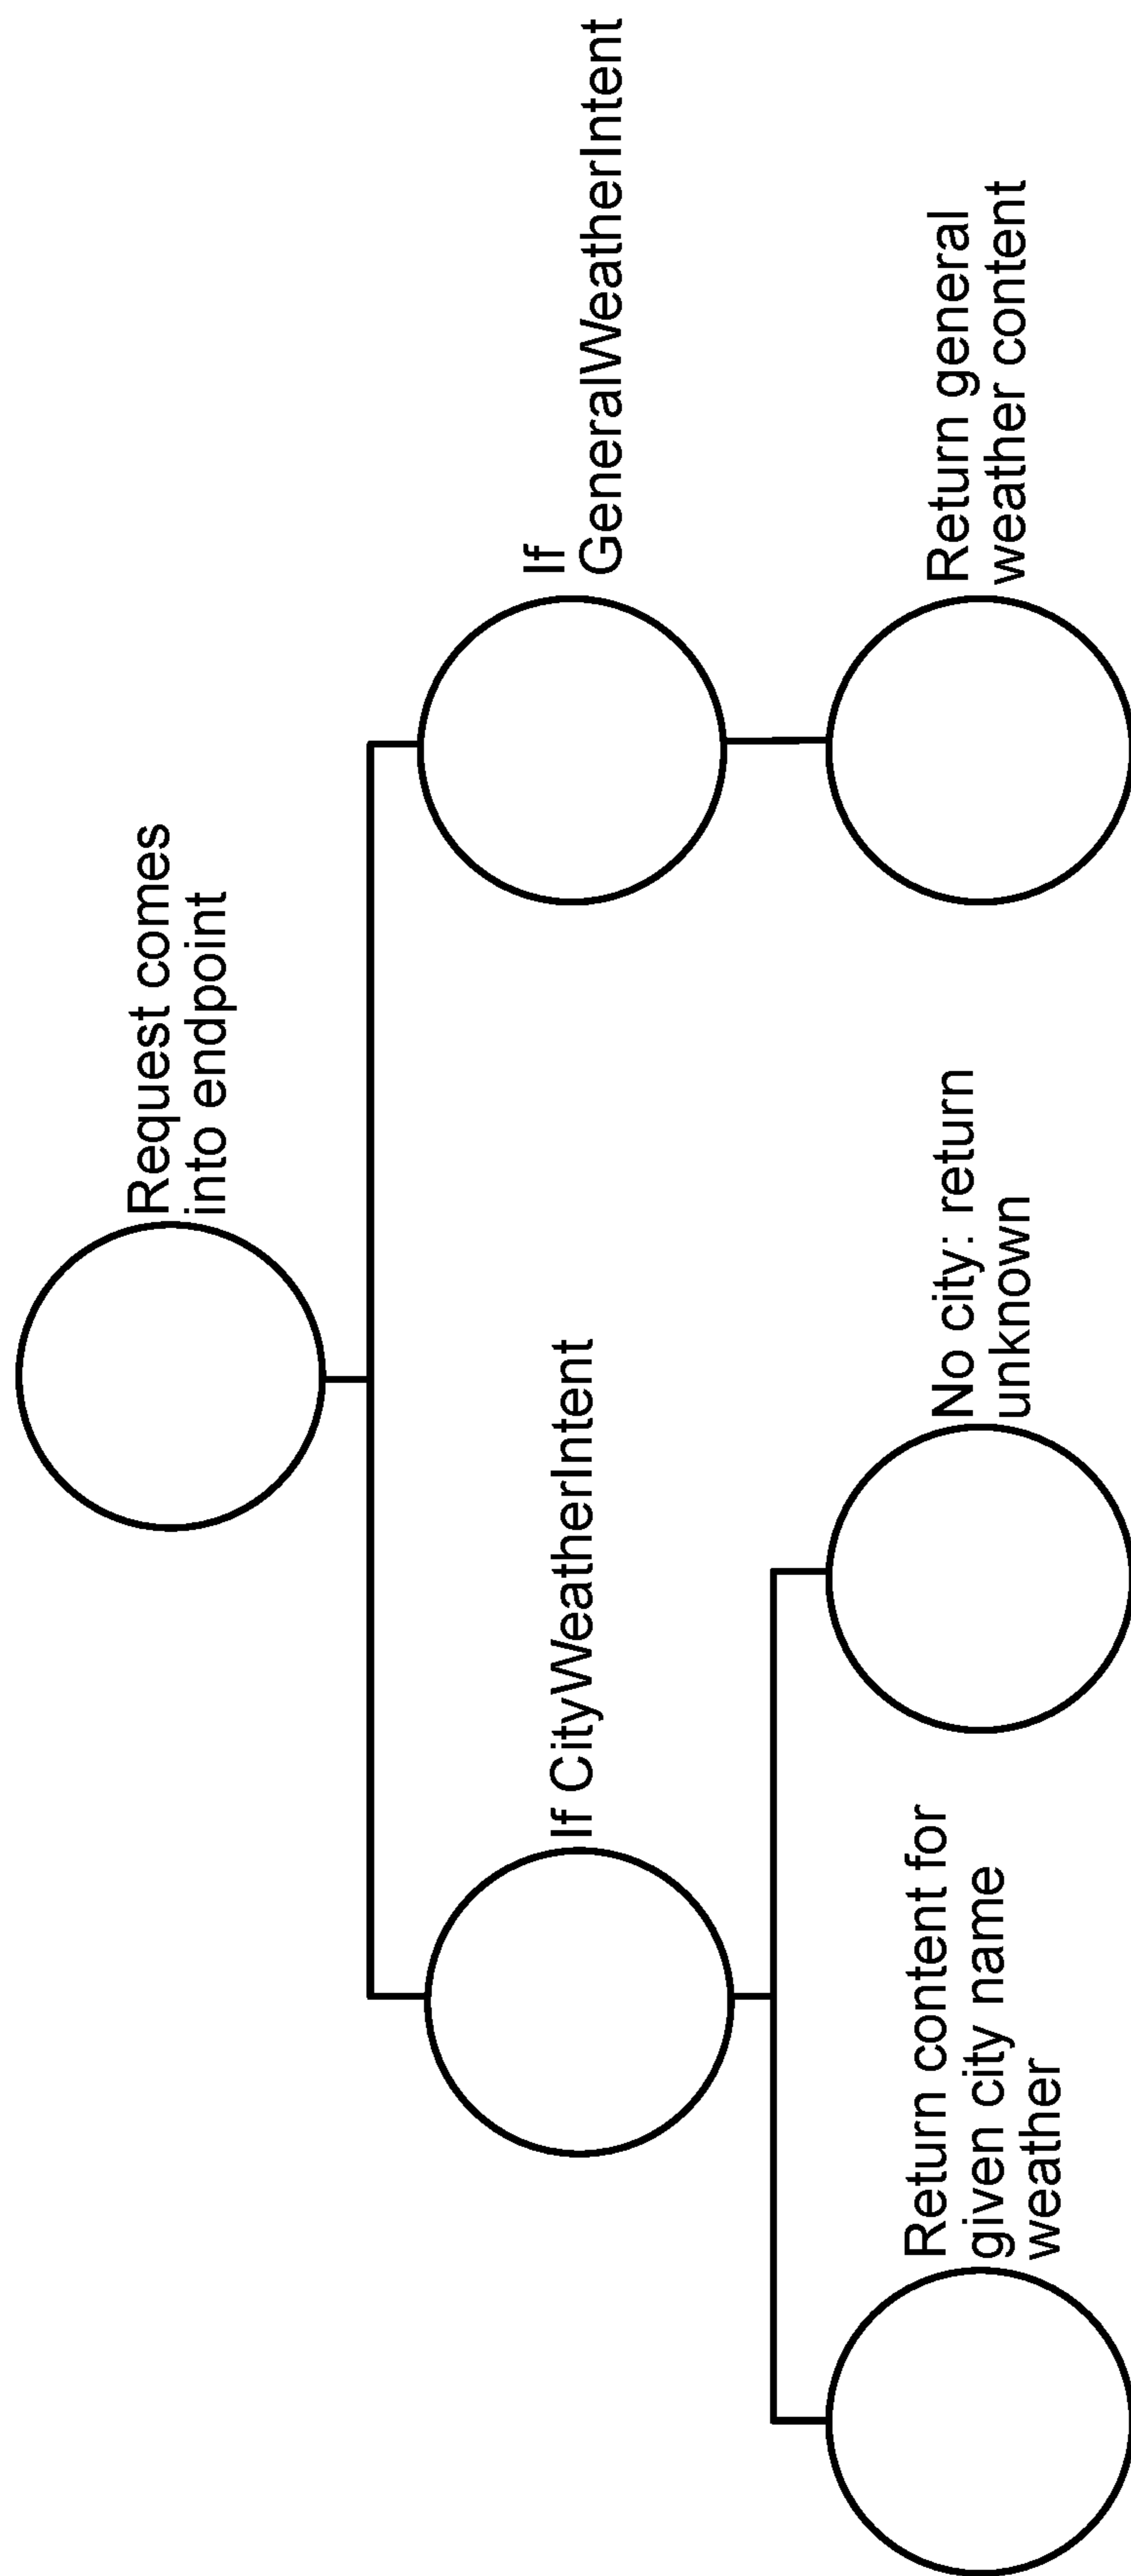 Request comes
into endpoint
If CityWeatherIntent
If
GeneralWeatherIntent
Return content for
given city name
weather
No city: return
unknown
Return general
weather content